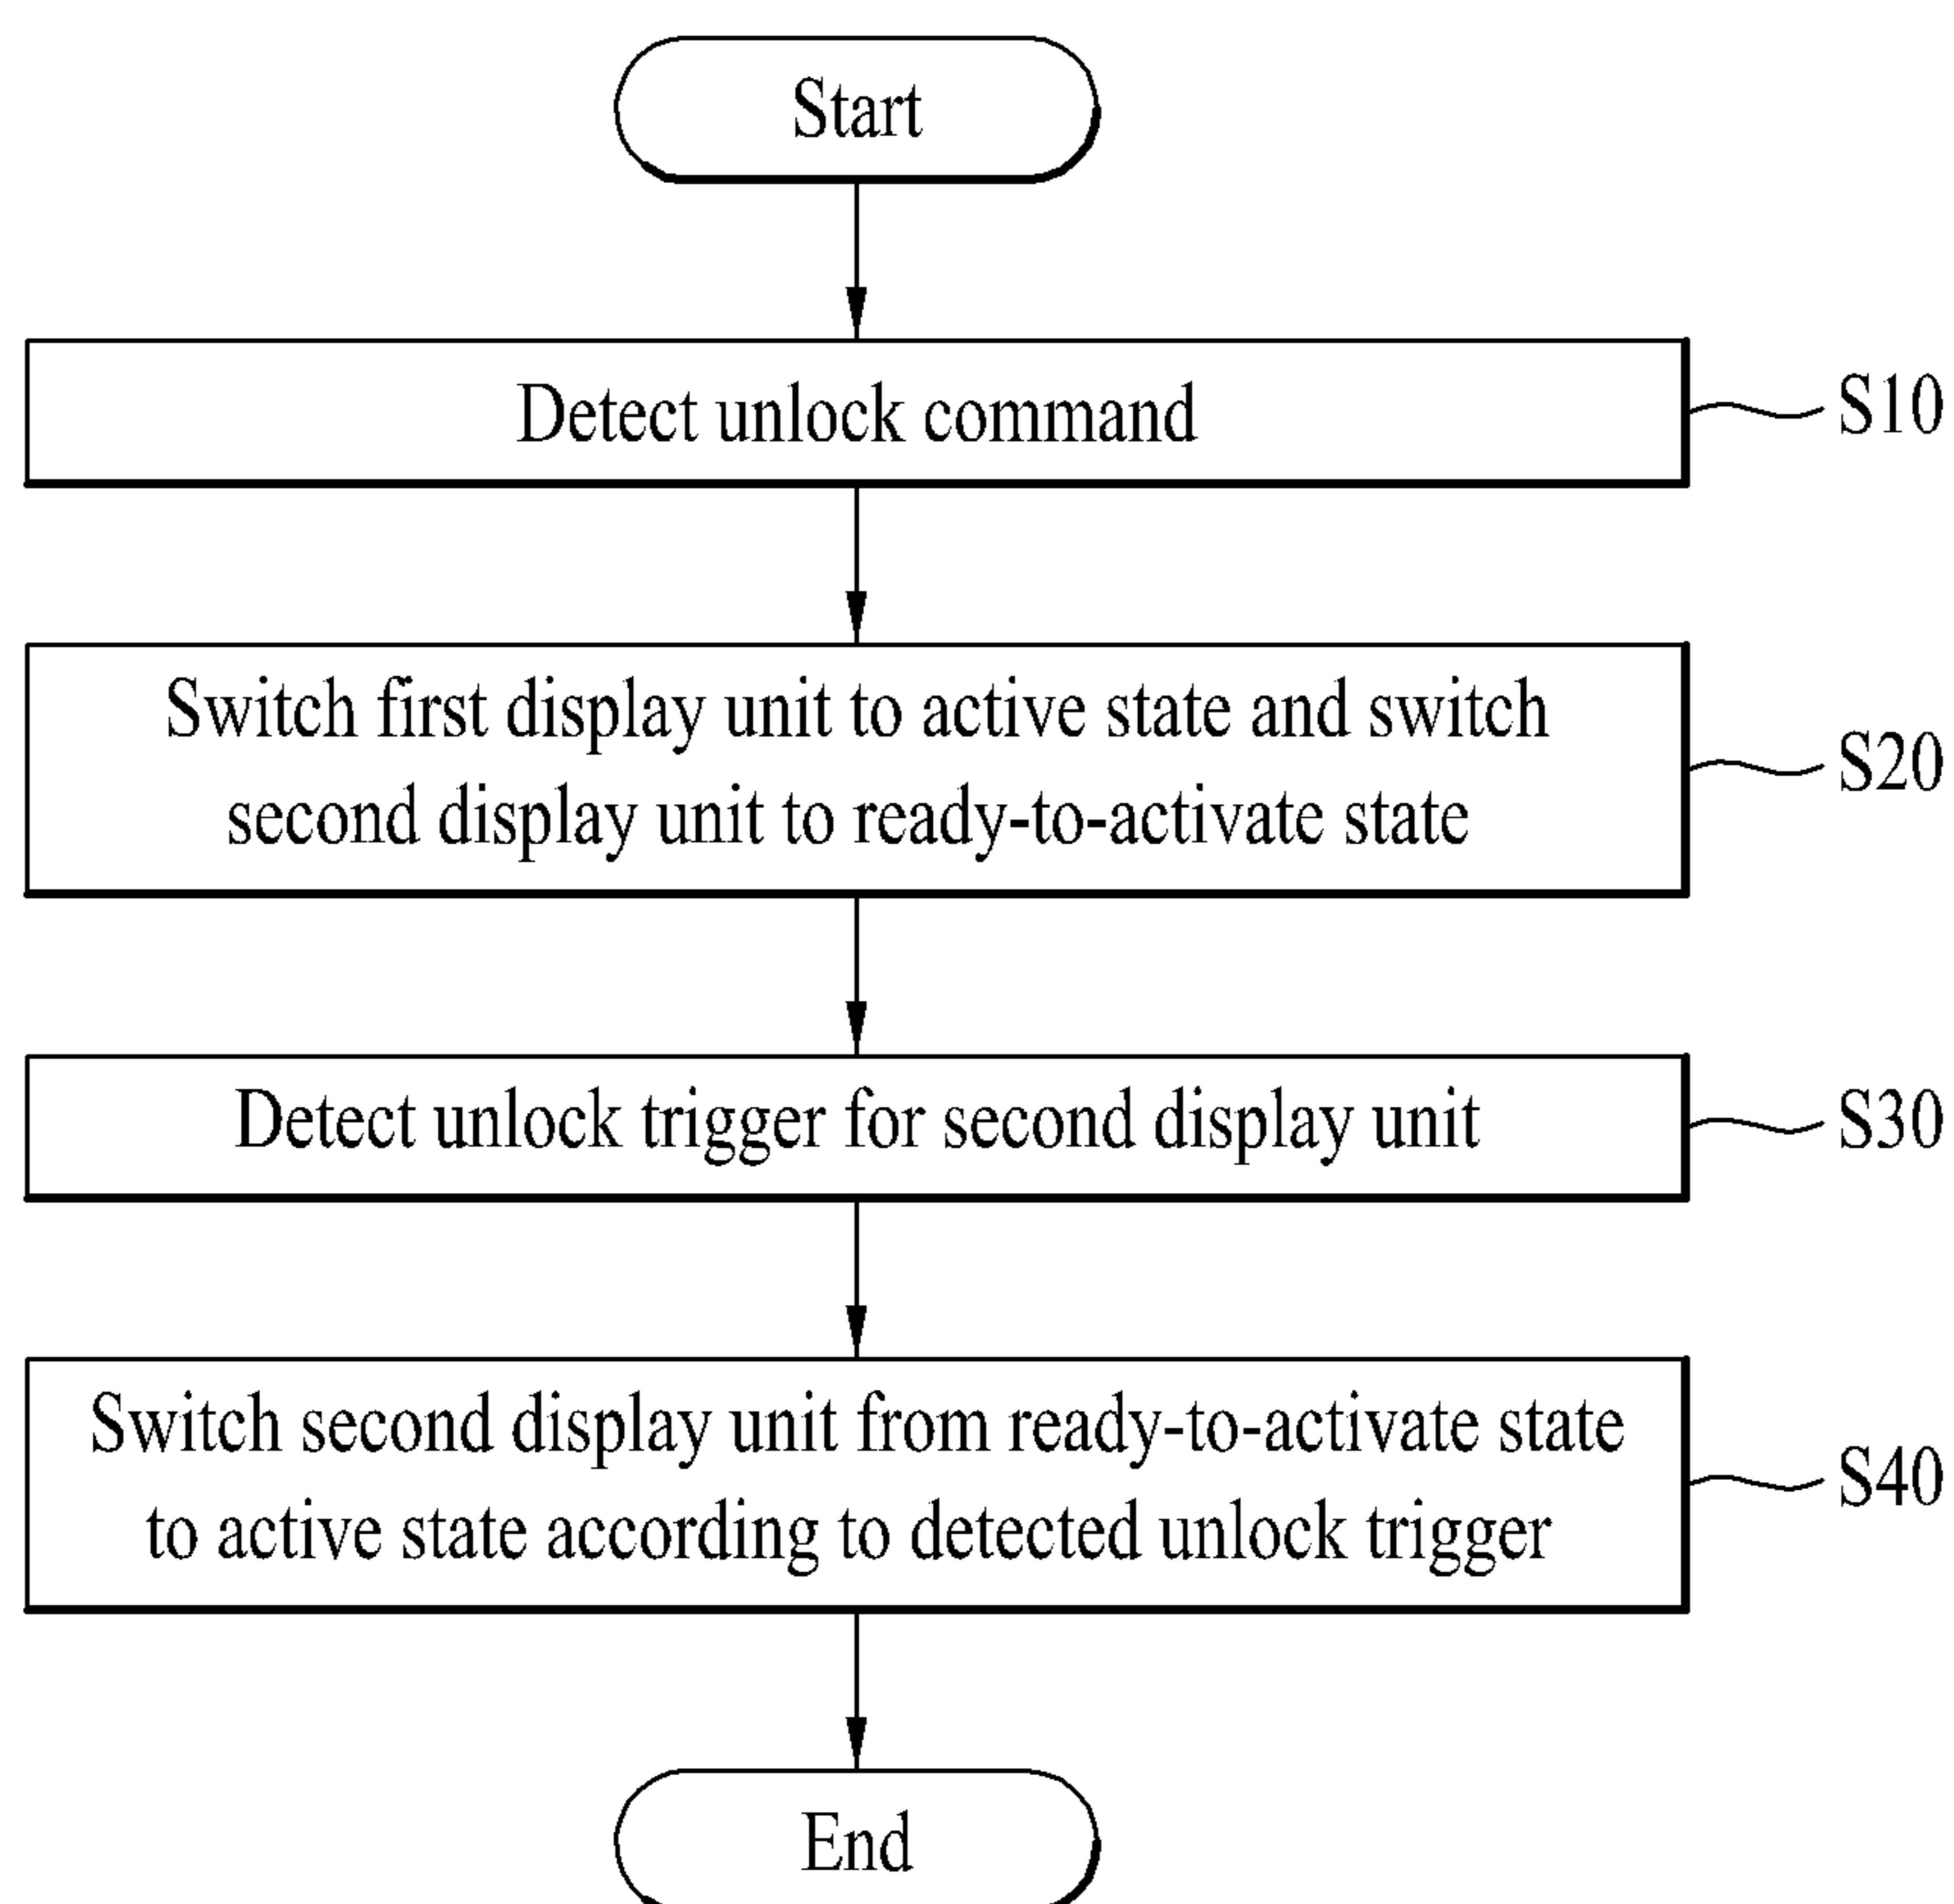 Start
Detect unlock command
S10
Switch first display unit to active state and switch
second display unit to ready-to-activate state
S20
Detect unlock trigger for second display unit
S30
Switch second display unit from ready-to-activate state
to active state according to detected unlock trigger
S40
End